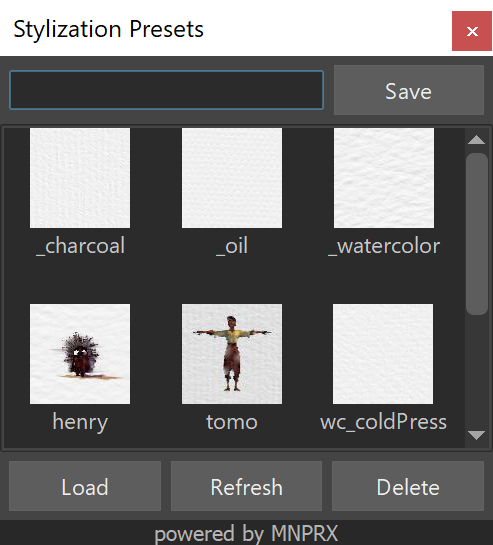 Stylization Presets
Save
_charcoal
_oil
_watercolor
henry
tomo
wc_coldPress
Load
Refresh
Delete
powered by MNPRX